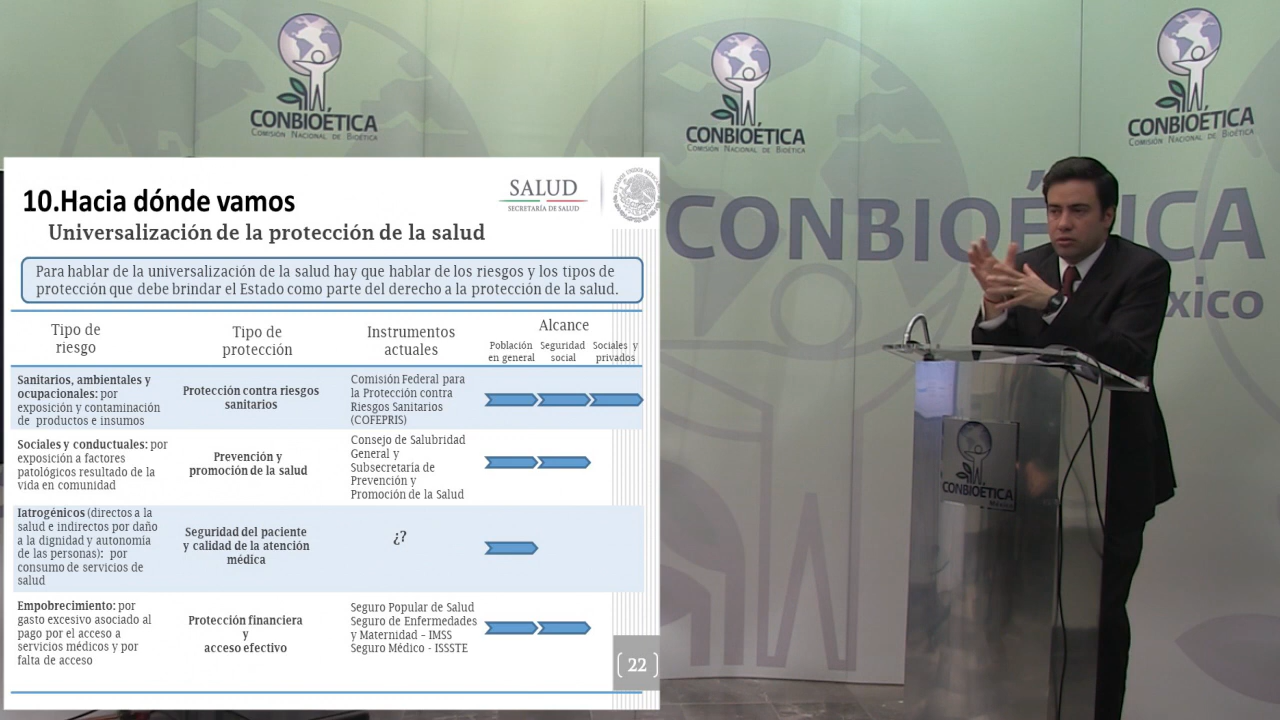 CONBIOÉTICA
COMISIÓN NACIONAL DE BIOÉTICA
CONBIOÉTICA
COMISIÓN NACIONAL DE BIOÉTICA
CONBIOÉTICA
COMISIÓN NACIONAL DE BIOÉTICA
CONBIOÉTICA
xico
CONBIOÉTICA
México
10.Hacia dónde vamos
SALUD
SECRETARÍA DE SALUD
Universalización de la protección de la salud
Para hablar de la universalización de la salud hay que hablar de los riesgos y los tipos de
protección que debe brindar el Estado como parte del derecho a la protección de la salud.
Tipo de
riesgo
Tipo de
protección
Instrumentos
actuales
Alcance
Población
en general
Seguridad
social
Sociales y
privados
Sanitarios, ambientales y
ocupacionales: por
exposición y contaminación
de productos e insumos
Protección contra riesgos
sanitarios
Comisión Federal para
la Protección contra
Riesgos Sanitarios
(COFEPRIS)
Sociales y conductuales: por
exposición a factores
patológicos resultado de la
vida en comunidad
Prevención y
promoción de la salud
Consejo de Salubridad
General y
Subsecretaría de
Prevención y
Promoción de la Salud
Iatrogénicos (directos a la
salud e indirectos por daño
a la dignidad y autonomía
de las personas): por
consumo de servicios de
salud
Seguridad del paciente
y calidad de la atención
médica
¿?
Empobrecimiento: por
gasto excesivo asociado al
pago por el acceso a
servicios médicos y por
falta de acceso
Protección financiera
y
acceso efectivo
Seguro Popular de Salud
Seguro de Enfermedades
y Maternidad – IMSS
Seguro Médico - ISSSTE
22